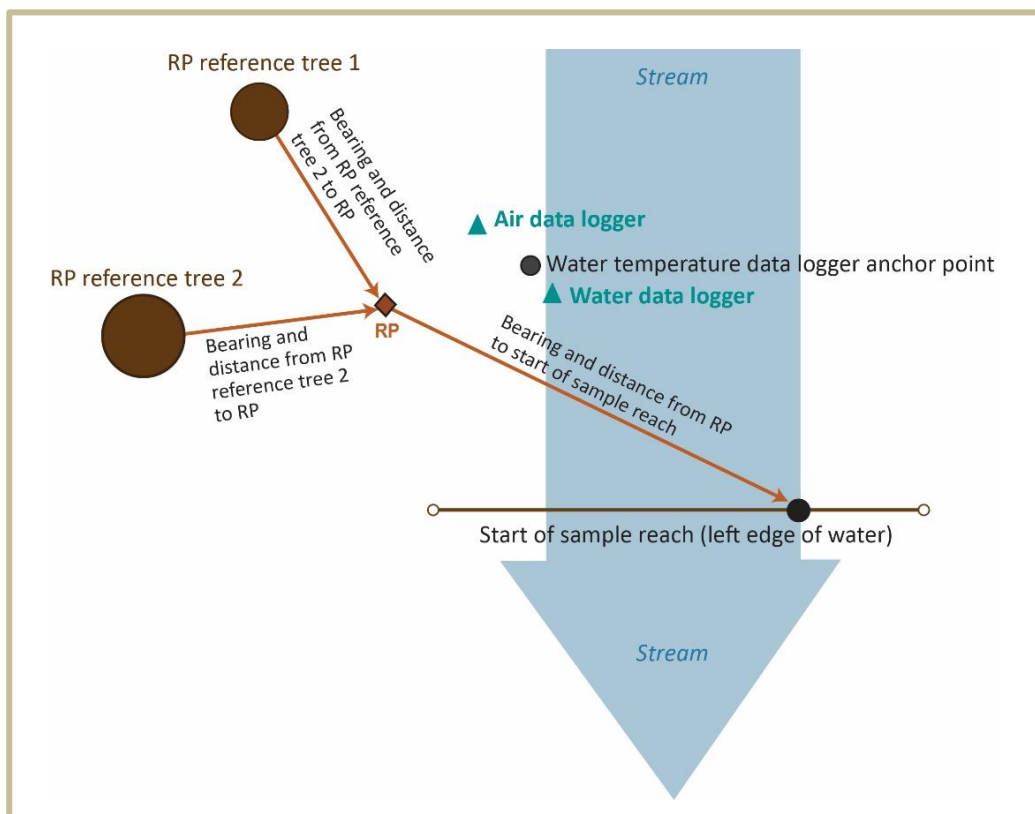 RP reference tree 1
Stream
Bearing and distance
from RP reference
tree 2 to RP
Air data logger
Water temperature data logger anchor point
RP reference tree 2
Water data logger
RP
Bearing and
distance from RP
reference tree 2
to RP
Bearing and distance from RP
to start of sample reach
Start of sample reach (left edge of water)
Stream